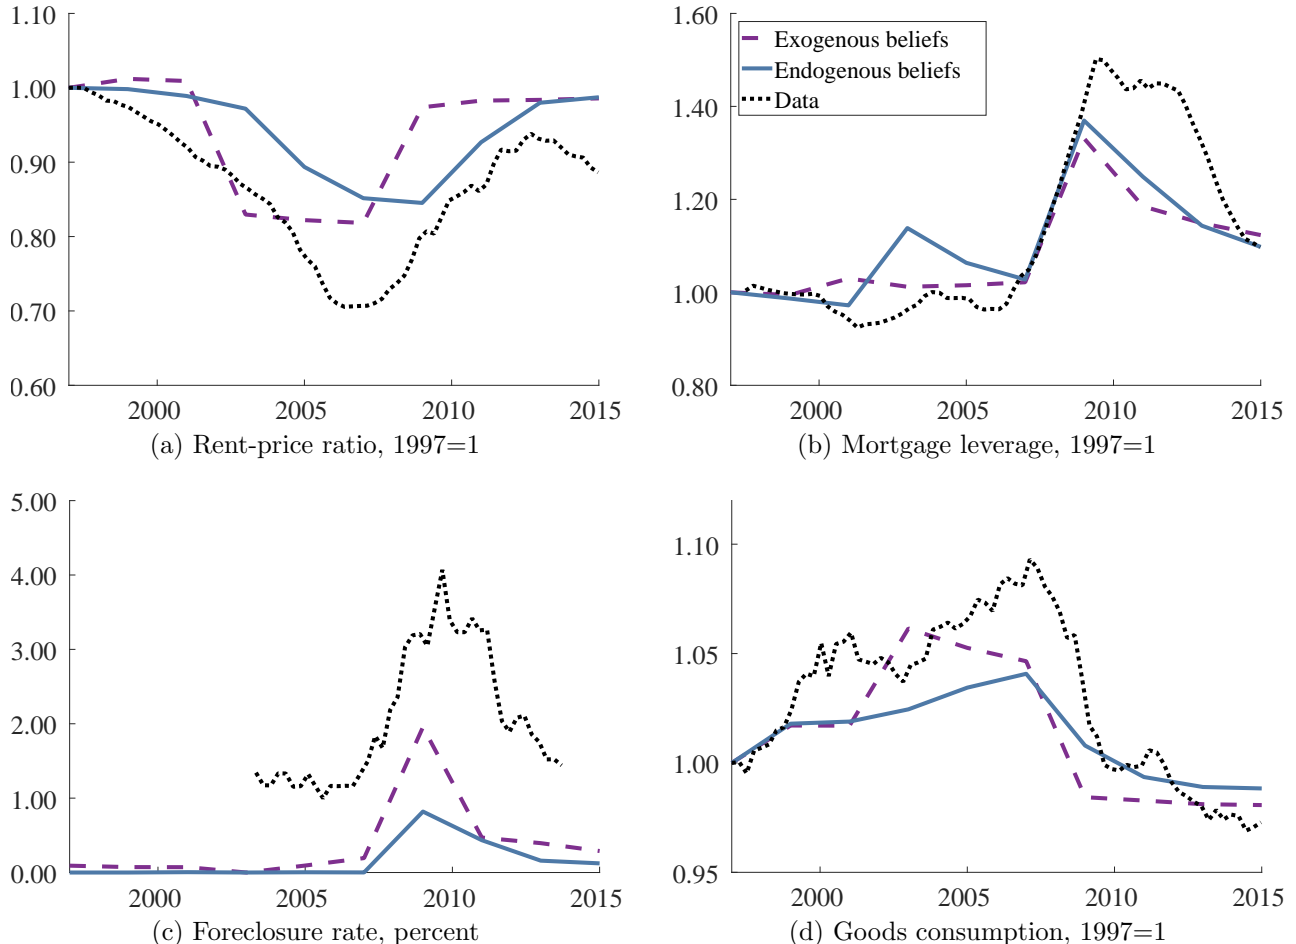 1.10
1.00
0.90
0.80
0.70
0.60
2000 2005 2010 2015
(a) Rent-price ratio, 1997=1
1.60
1.40
1.20
1.00
0.80
Exogenous beliefs
Endogenous beliefs
Data
2000 2005 2010 2015
(b) Mortgage leverage, 1997=1
5.00
4.00
3.00
2.00
1.00
0.00
2000 2005 2010 2015
(c) Foreclosure rate, percent
1.10
1.05
1.00
0.95
2000 2005 2010 2015
(d) Goods consumption, 1997=1